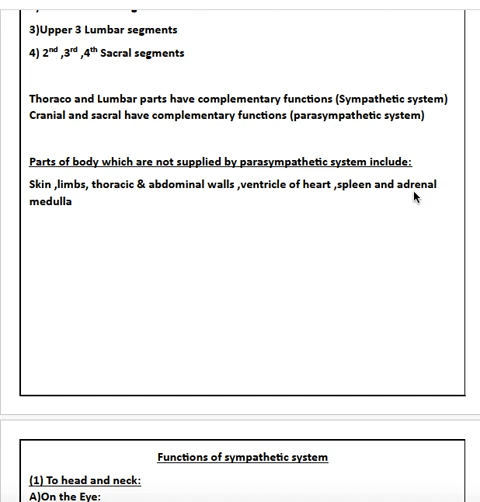 3)Upper 3 Lumbar segments
4) 2nd ,3rd ,4th Sacral segments
Thoraco and Lumbar parts have complementary functions (Sympathetic system)
Cranial and sacral have complementary functions (parasympathetic system)
Parts of body which are not supplied by parasympathetic system include:
Skin ,limbs, thoracic & abdominal walls ,ventricle of heart ,spleen and adrenal
medulla
Functions of sympathetic system
(1) To head and neck:
A)On the Eye: